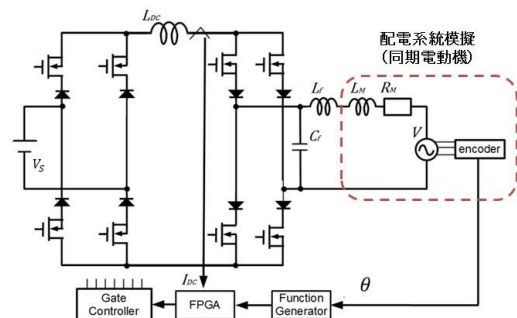 L_DC
配電系統模擬
(同期電動機)
L_f
L_M
R_M
C_f
V
encoder
V_S
I_DC
θ
Gate
Controller
FPGA
Function
Generator